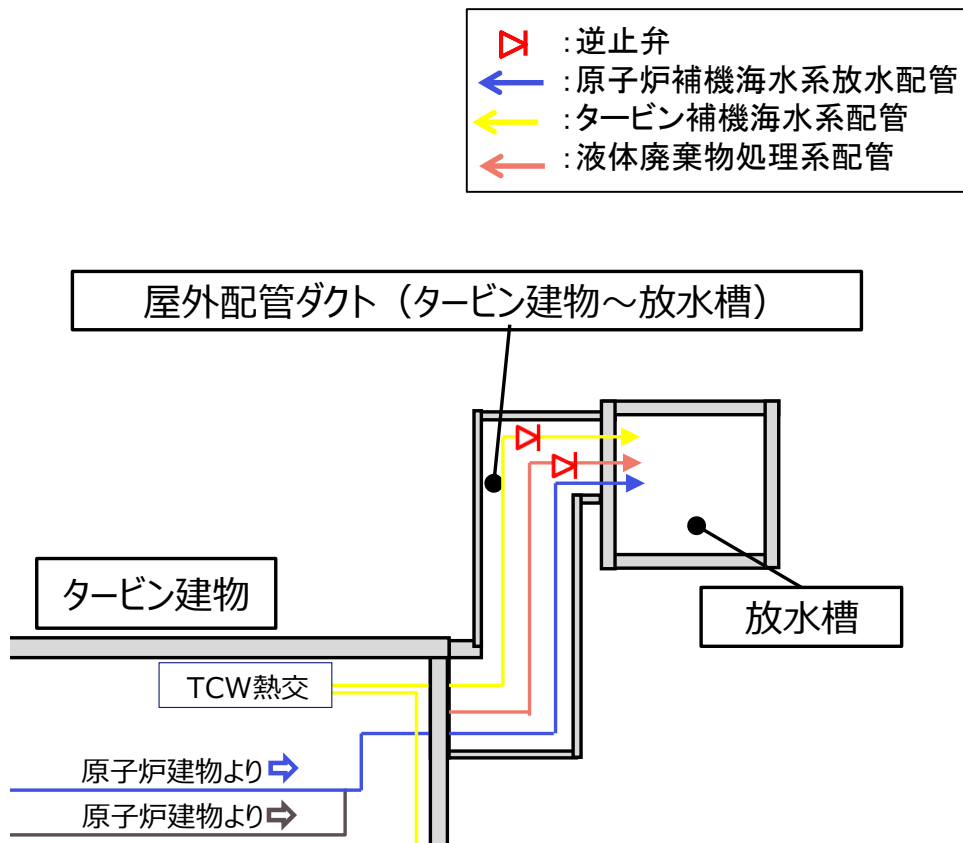 :逆止弁
:原子炉補機海水系放水配管
:タービン補機海水系配管
:液体廃棄物処理系配管
屋外配管ダクト（タービン建物～放水槽）
タービン建物
放水槽
TCW熱交
原子炉建物より
原子炉建物より